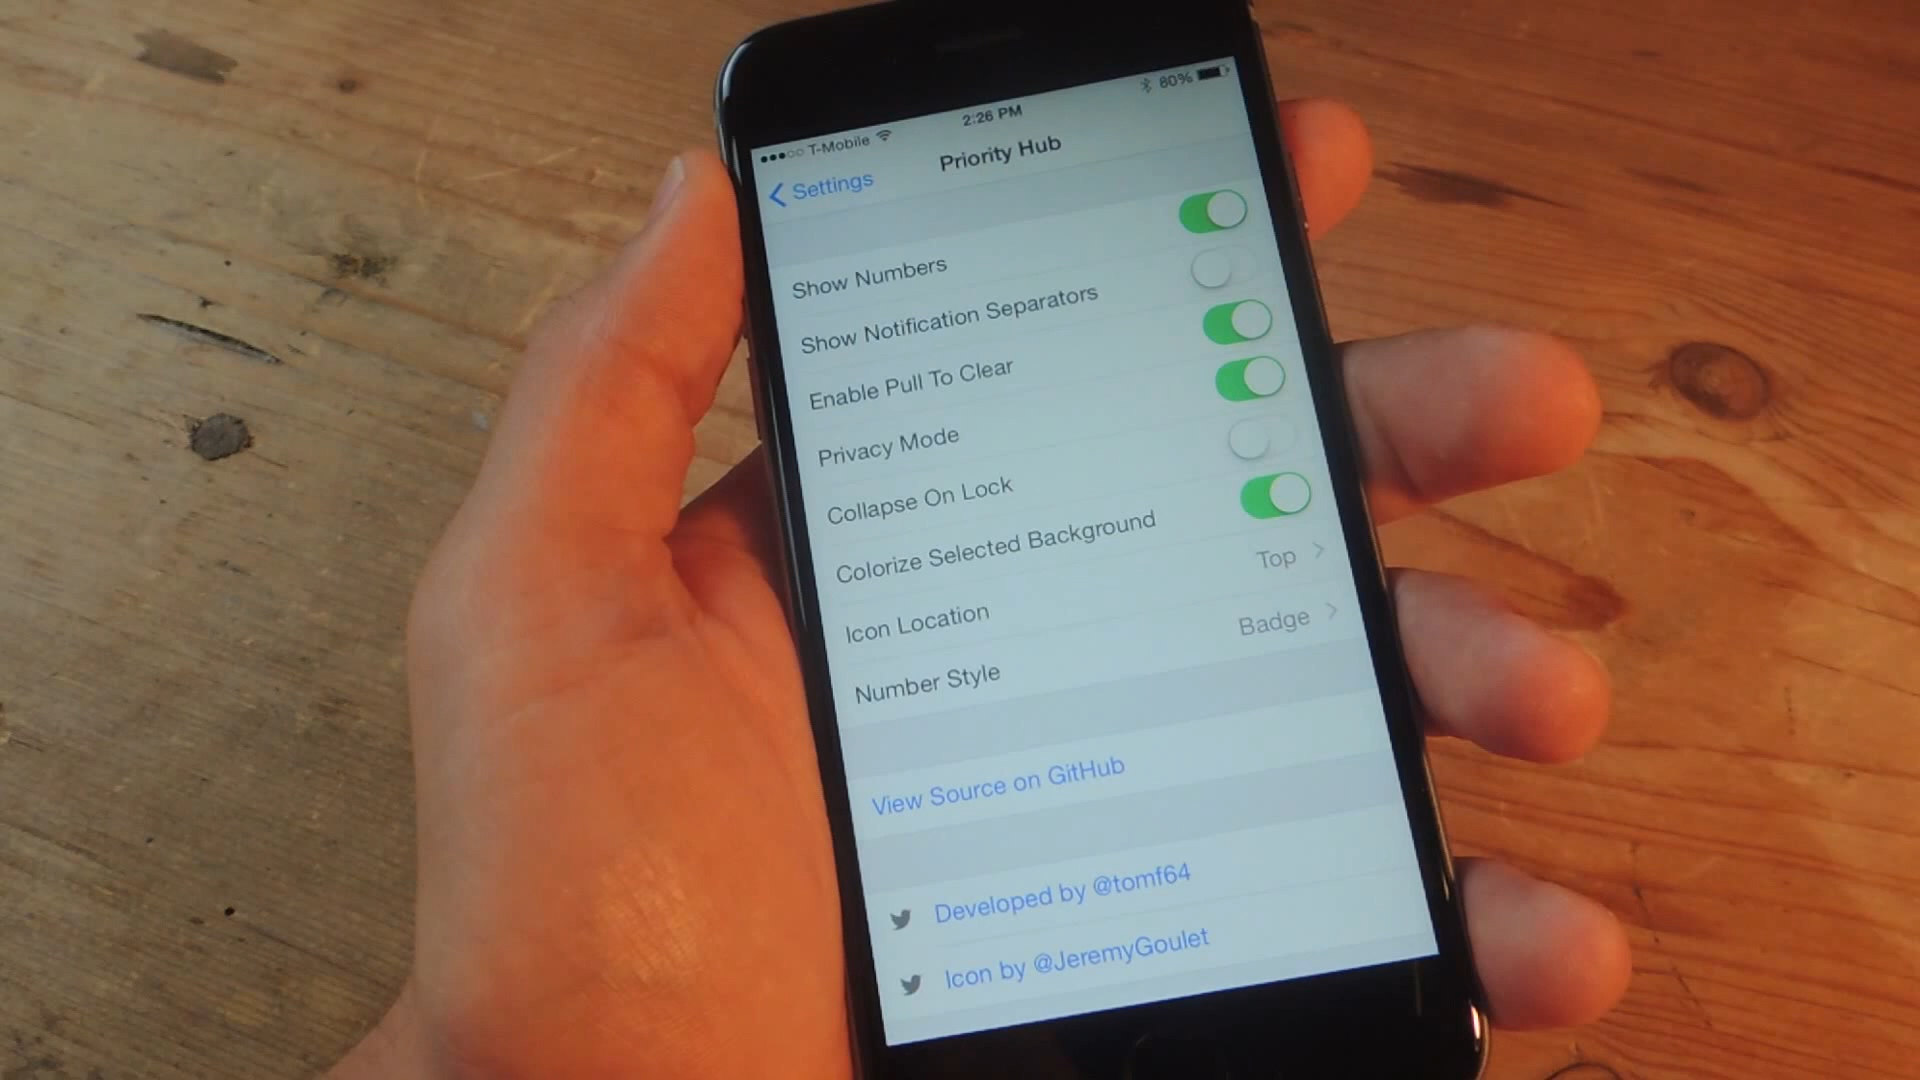 T-Mobile 2:26 PM 80%
Settings Priority Hub
Show Numbers
Show Notification Separators
Enable Pull To Clear
Privacy Mode
Collapse On Lock
Colorize Selected Background
Icon Location Top
Number Style Badge
View Source on GitHub
Developed by @tomf64
Icon by @JeremyGoulet